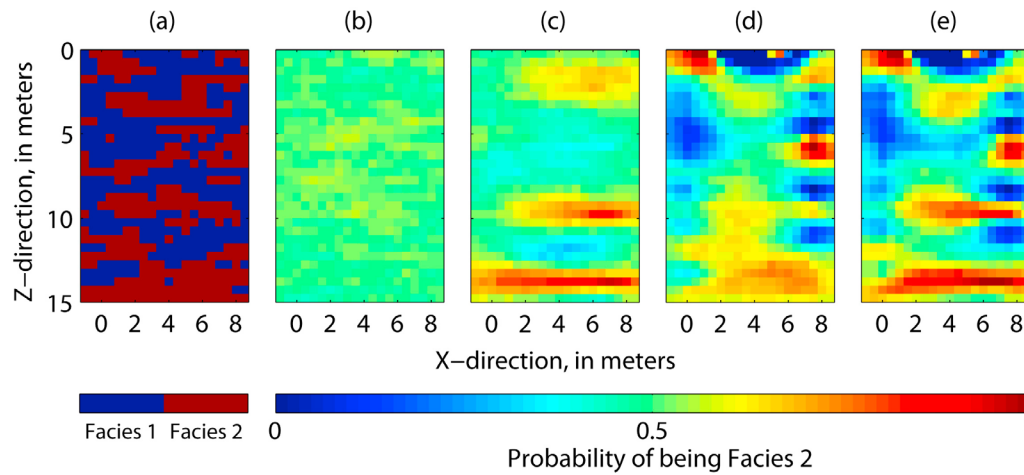 (a) (b) (c) (d) (e)
0
5
10
15
Z−direction, in meters
0 2 4 6 8 0 2 4 6 8 0 2 4 6 8 0 2 4 6 8 0 2 4 6 8
X−direction, in meters
Facies 1 Facies 2 0 0.5
Probability of being Facies 2